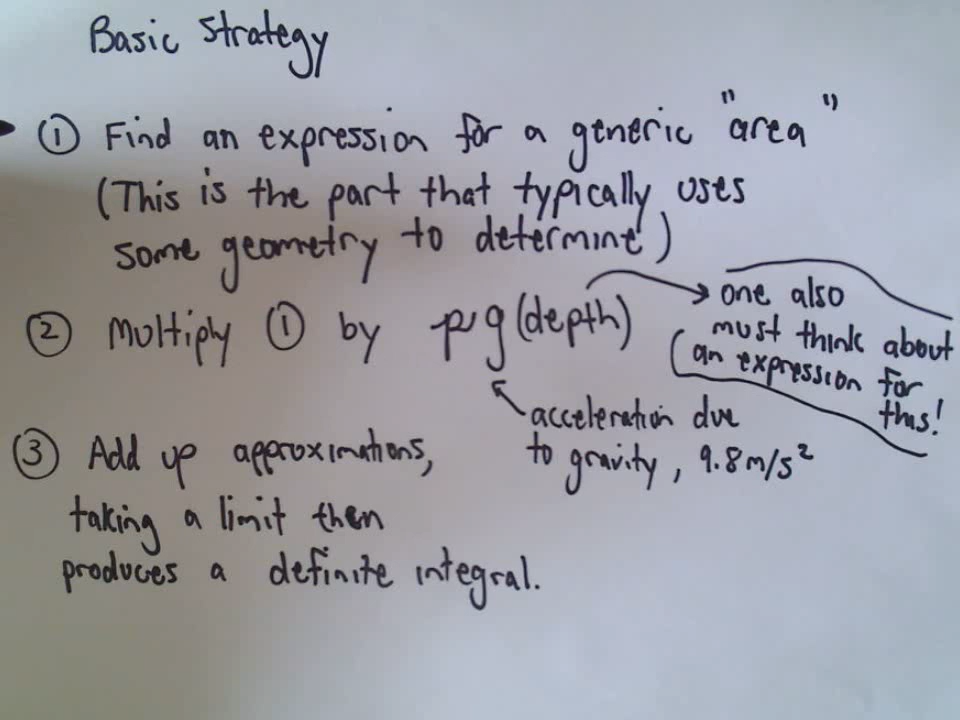 Basic Strategy
① Find an expression for a generic "area"
(This is the part that typically uses
some geometry to determine)
② Multiply ① by ρg(depth)
one also
must think about
(an expression for
this!
acceleration due
to gravity, 9.8m/s²
③ Add up approximations,
taking a limit then
produces a definite integral.